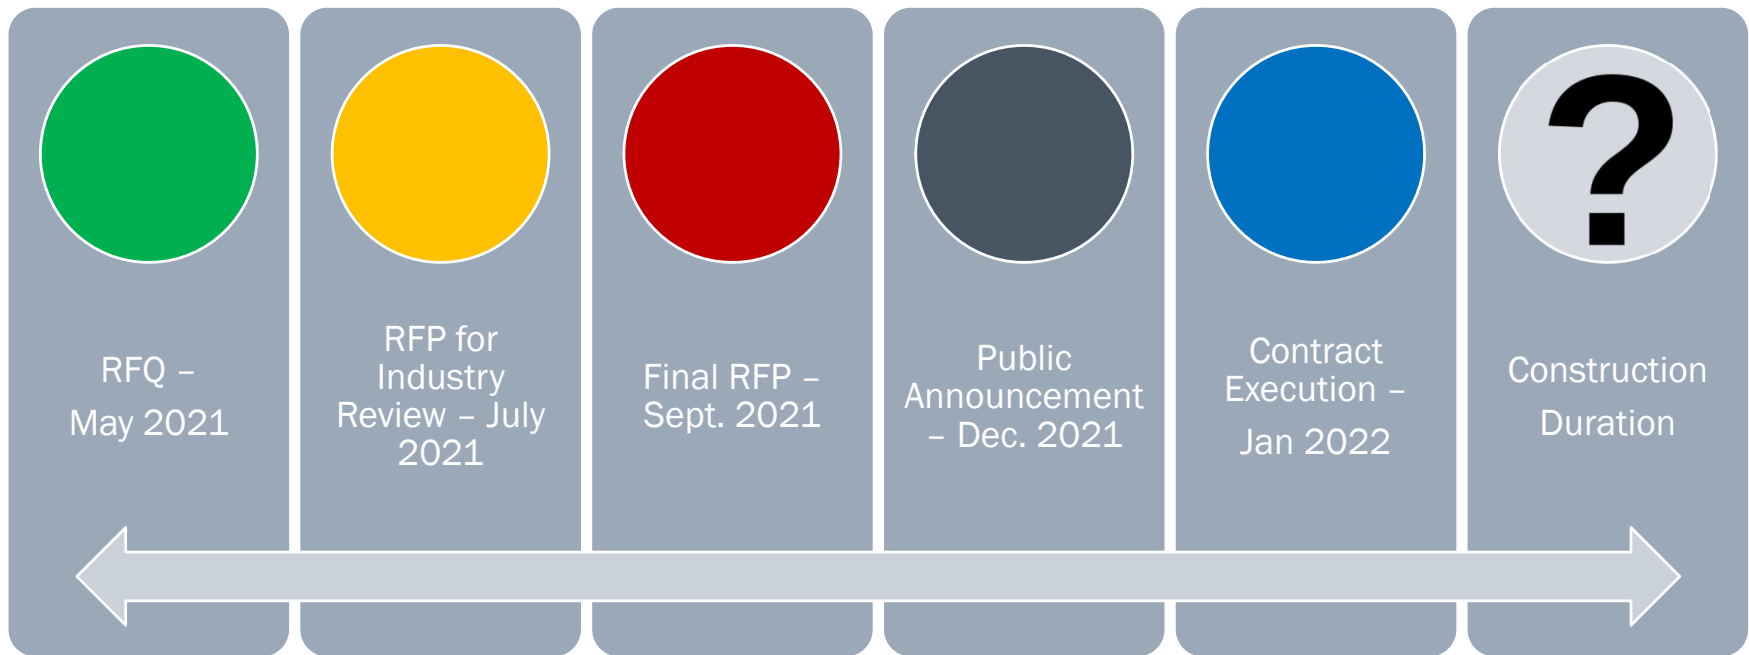 RFQ –
May 2021
RFP for
Industry
Review – July
2021
Final RFP –
Sept. 2021
Public
Announcement
– Dec. 2021
Contract
Execution –
Jan 2022
?
Construction
Duration